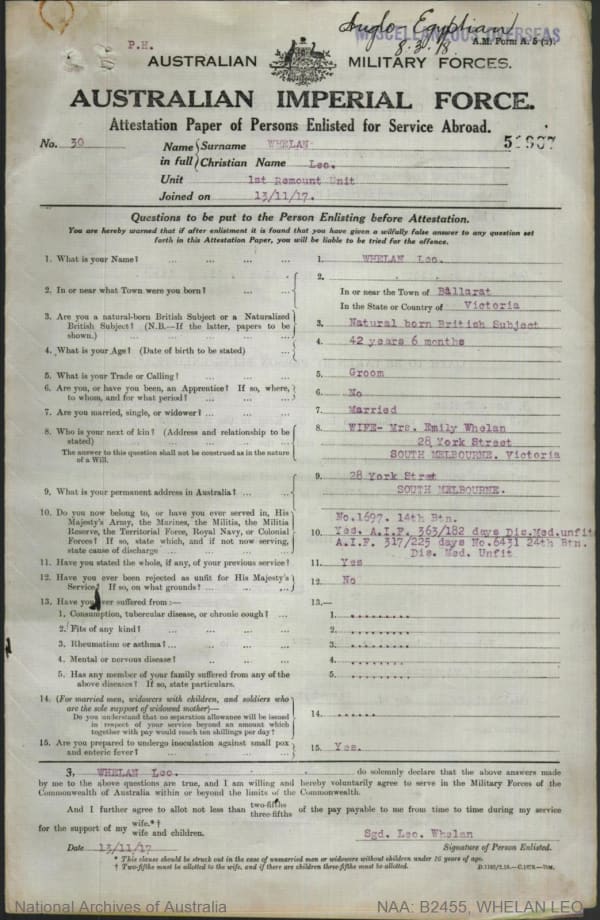 Anglo-Egyptian
MISCELLANEOUS OVERSEAS
8.3.18
A.M. Form A. 5 (2).
P.H.
AUSTRALIAN MILITARY FORCES.
AUSTRALIAN IMPERIAL FORCE.
Attestation Paper of Persons Enlisted for Service Abroad.
No. 30
Name in full
Surname WHELAN
Christian Name Leo.
Unit 1st Remount Unit
Joined on 13/11/17.
Questions to be put to the Person Enlisting before Attestation.
You are hereby warned that if after enlistment it is found that you have given a wilfully false answer to any question set
forth in this Attestation Paper, you will be liable to be tried for the offence.
1. What is your Name? ... ... ... ...
1. WHELAN Leo.
2. In or near what Town were you born? ... ...
2.
In or near the Town of Ballarat
In the State or Country of Victoria
3. Are you a natural-born British Subject or a Naturalized
British Subject? (N.B.—If the latter, papers to be
shown.) ... ... ... ...
3. Natural born British Subject
4. What is your Age? (Date of birth to be stated) ...
4. 42 years 6 months
5. What is your Trade or Calling? ... ... ...
5. Groom
6. Are you, or have you been, an Apprentice? If so, where,
to whom, and for what period? ... ... ...
6. No
7. Are you married, single, or widower? ... ... ...
7. Married
8. Who is your next of kin? (Address and relationship to be
stated) ... ... ... ...
The answer to this question shall not be construed as in the nature
of a Will.
8. WIFE- Mrs. Emily Whelan
28 York Street
SOUTH MELBOURNE. Victoria
9. What is your permanent address in Australia? ... ...
9. 28 York Stret
SOUTH MELBOURNE.
10. Do you now belong to, or have you ever served in, His
Majesty's Army, the Marines, the Militia, the Militia
Reserve, the Territorial Force, Royal Navy, or Colonial
Forces? If so, state which, and if not now serving,
state cause of discharge ... ... ... ...
No.1697. 14th Btn.
10. Yes. A.I.F. 363/182 days Dis.Med.unfit
A.I.F. 317/225 days No.6431 24th Btn.
Dis. Med. Unfit
11. Have you stated the whole, if any, of your previous service?
11. Yes
12. Have you ever been rejected as unfit for His Majesty's
Service? If so, on what grounds? ... ... ...
12. No
13. Have you ever suffered from :—
13.—
1. Consumption, tubercular disease, or chronic cough? ...
1. .........
2. Fits of any kind? ... ... ... ...
2. .........
3. Rheumatism or asthma? ... ... ... ...
3. .........
4. Mental or nervous disease? ... ... ...
4. .........
5. Has any member of your family suffered from any of the
above diseases? If so, state particulars.
5. .........
14. (For married men, widowers with children, and soldiers who
are the sole support of widowed mother)—
Do you understand that no separation allowance will be issued
in respect of your service beyond an amount which
together with pay would reach ten shillings per day?
14. ......
15. Are you prepared to undergo inoculation against small pox
and enteric fever? ... ... ... ...
15. Yes.
I, WHELAN Leo. do solemnly declare that the above answers made
by me to the above questions are true, and I am willing and hereby voluntarily agree to serve in the Military Forces of the
Commonwealth of Australia within or beyond the limits of the Commonwealth.
And I further agree to allot not less than two-fifths three-fifths of the pay payable to me from time to time during my service
for the support of my wife.*† wife and children.
Sgd. Leo. Whelan
Date 13/11/17
Signature of Person Enlisted.
* This clause should be struck out in the case of unmarried men or widowers without children under 16 years of age.
† Two-fifths must be allotted to the wife, and if there are children three-fifths must be allotted.
National Archives of Australia
NAA: B2455, WHELAN LEO